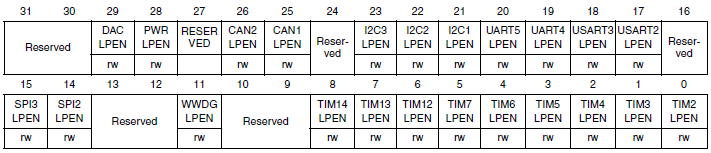 31 30 29 28 27 26 25 24 23 22 21 20 19 18 17 16
Reserved DAC LPEN PWR LPEN RESER VED CAN2 LPEN CAN1 LPEN Reser- ved I2C3 LPEN I2C2 LPEN I2C1 LPEN UART5 LPEN UART4 LPEN USART3 LPEN USART2 LPEN Reser- ved
rw rw rw rw rw rw rw rw rw rw rw
15 14 13 12 11 10 9 8 7 6 5 4 3 2 1 0
SPI3 LPEN SPI2 LPEN Reserved WWDG LPEN Reserved TIM14 LPEN TIM13 LPEN TIM12 LPEN TIM7 LPEN TIM6 LPEN TIM5 LPEN TIM4 LPEN TIM3 LPEN TIM2 LPEN
rw rw rw rw rw rw rw rw rw rw rw rw